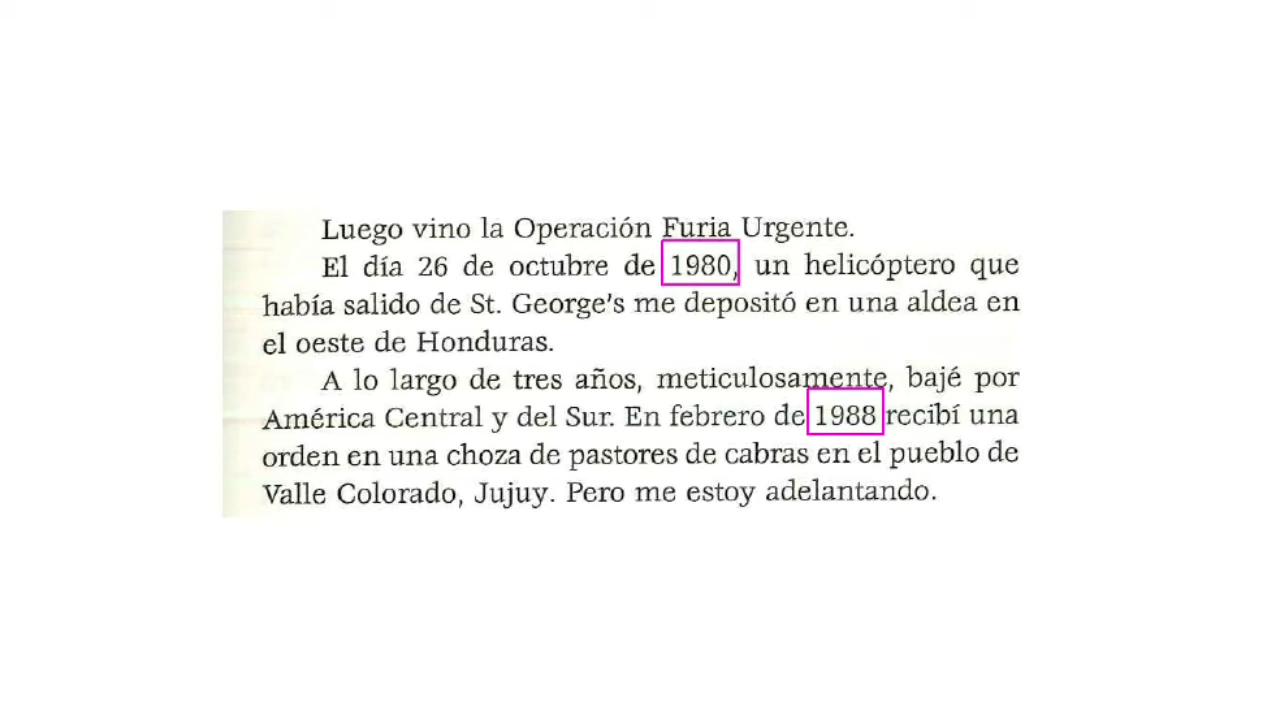 Luego vino la Operación Furia Urgente.
El día 26 de octubre de 1980, un helicóptero que
había salido de St. George's me depositó en una aldea en
el oeste de Honduras.
A lo largo de tres años, meticulosamente, bajé por
América Central y del Sur. En febrero de 1988 recibí una
orden en una choza de pastores de cabras en el pueblo de
Valle Colorado, Jujuy. Pero me estoy adelantando.